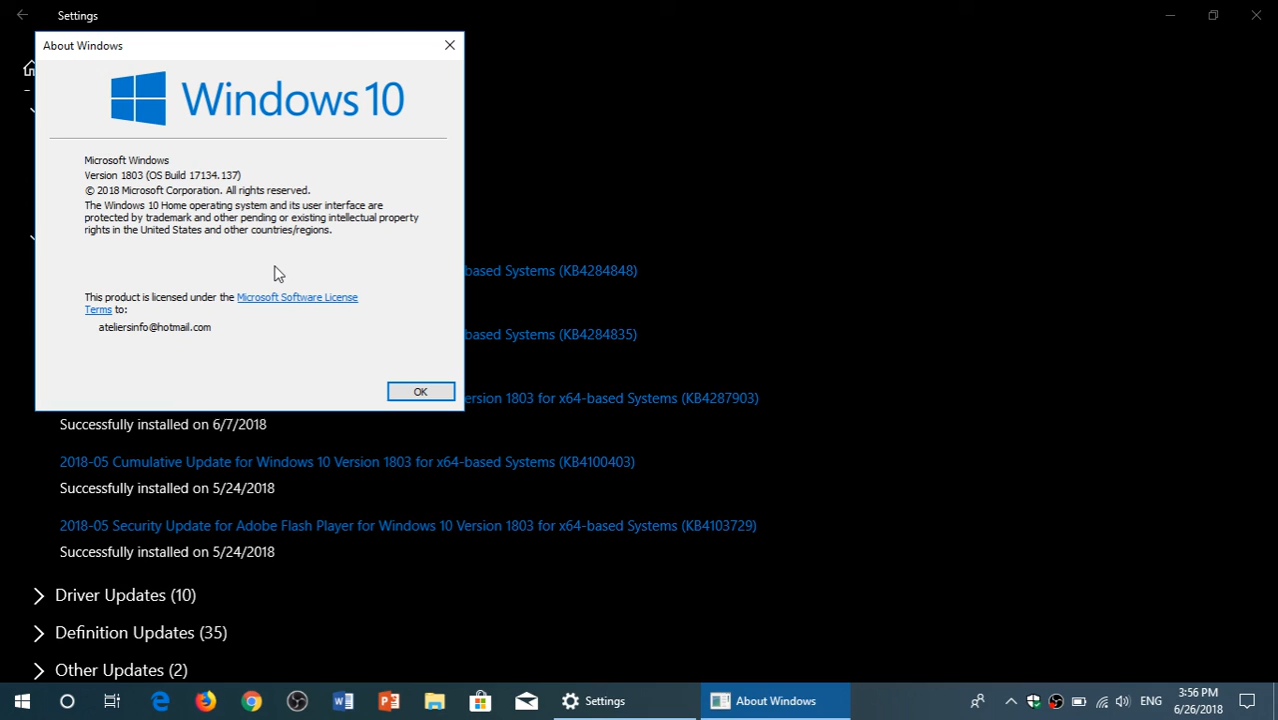 Settings
About Windows
Windows 10
Microsoft Windows
Version 1803 (OS Build 17134.137)
© 2018 Microsoft Corporation. All rights reserved.
The Windows 10 Home operating system and its user interface are
protected by trademark and other pending or existing intellectual property
rights in the United States and other countries/regions.
This product is licensed under the Microsoft Software License
Terms to:
ateliersinfo@hotmail.com
OK
based Systems (KB4284848)
based Systems (KB4284835)
ersion 1803 for x64-based Systems (KB4287903)
Successfully installed on 6/7/2018
2018-05 Cumulative Update for Windows 10 Version 1803 for x64-based Systems (KB4100403)
Successfully installed on 5/24/2018
2018-05 Security Update for Adobe Flash Player for Windows 10 Version 1803 for x64-based Systems (KB4103729)
Successfully installed on 5/24/2018
Driver Updates (10)
Definition Updates (35)
Other Updates (2)
Settings
About Windows
ENG
3:56 PM
6/26/2018